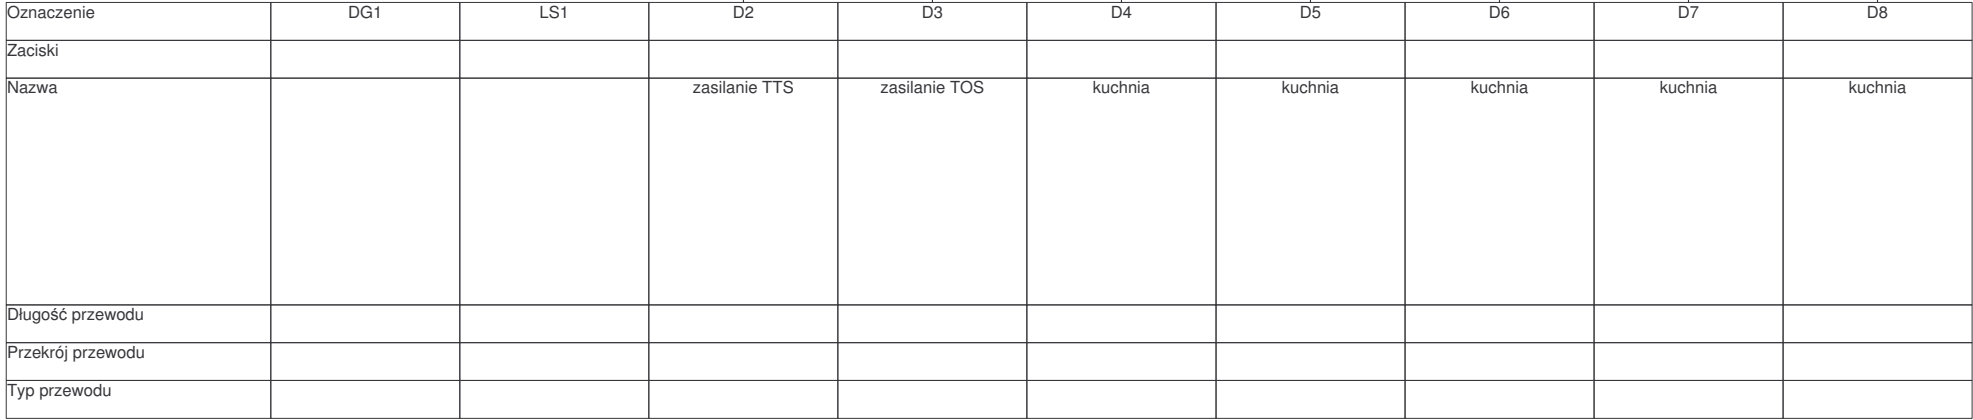 Oznaczenie DG1 LS1 D2 D3 D4 D5 D6 D7 D8
Zaciski
Nazwa zasilanie TTS zasilanie TOS kuchnia kuchnia kuchnia kuchnia kuchnia
Długość przewodu
Przekrój przewodu
Typ przewodu